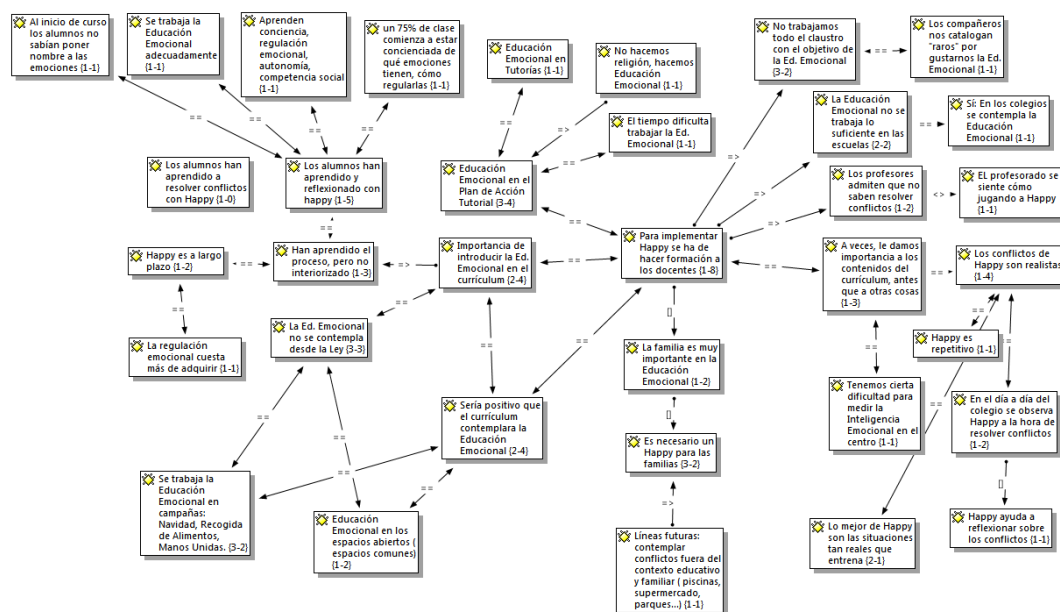 Al inicio de curso
los alumnos no
sabían poner
nombre a las
emociones {1-1}
Se trabaja la
Educación
Emocional
adecuadamente
{1-1}
Aprenden
conciencia,
regulación
emocional,
autonomía,
competencia social
{1-1}
un 75% de clase
comienza a estar
concienciada de
qué emociones
tienen, cómo
regularlas {1-1}
Educación
Emocional en
Tutorías {1-1}
No hacemos
religión, hacemos
Educación
Emocional {1-1}
No trabajamos
todo el claustro
con el objetivo de
la Ed. Emocional
{3-2}
==
Los compañeros
nos catalogan
"raros" por
gustarnos la Ed.
Emocional {1-1}
==
==
==
==
==
=>
El tiempo dificulta
trabajar la Ed.
Emocional {1-1}
==
=>
La Educación
Emocional no se
trabaja lo
suficiente en las
escuelas {2-2}
==
Sí: En los colegios
se contempla la
Educación
Emocional {1-1}
Los alumnos han
aprendido a
resolver conflictos
con Happy {1-0}
Los alumnos han
aprendido y
reflexionado con
happy {1-5}
Educación
Emocional en el
Plan de Acción
Tutorial {3-4}
=>
=>
Los profesores
admiten que no
saben resolver
conflictos {1-2}
<>
EL profesorado se
siente cómo
jugando a Happy
{1-1}
==
==
Happy es a largo
plazo {1-2}
==
Han aprendido el
proceso, pero no
interiorizado {1-3}
=>
Importancia de
introducir la Ed.
Emocional en el
currículum {2-4}
==
Para implementar
Happy se ha de
hacer formación a
los docentes {1-8}
==
A veces, le damos
importancia a los
contenidos del
currículum, antes
que a otras cosas
{1-3}
==
Los conflictos de
Happy son realistas
{1-4}
==
==
==
==
[]
==
==
==
La regulación
emocional cuesta
más de adquirir {1-1}
La Ed. Emocional
no se contempla
desde la Ley {3-3}
La familia es muy
importante en la
Educación
Emocional {1-2}
Happy es
repetitivo {1-1}
==
==
==
[]
Sería positivo que
el currículum
contemplara la
Educación
Emocional {2-4}
Tenemos cierta
dificultad para
medir la
Inteligencia
Emocional en el
centro {1-1}
En el día a día del
colegio se observa
Happy a la hora de
resolver conflictos
{1-2}
Es necesario un
Happy para las
familias {3-2}
==
==
[]
=>
Se trabaja la
Educación
Emocional en
campañas:
Navidad, Recogida
de Alimentos,
Manos Unidas. {3-2}
Educación
Emocional en los
espacios abiertos (
espacios comunes)
{1-2}
Líneas futuras:
contemplar
conflictos fuera del
contexto educativo
y familiar ( piscinas,
supermercado,
parques...) {1-1}
Lo mejor de Happy
son las situaciones
tan reales que
entrena {2-1}
Happy ayuda a
reflexionar sobre
los conflictos {1-1}